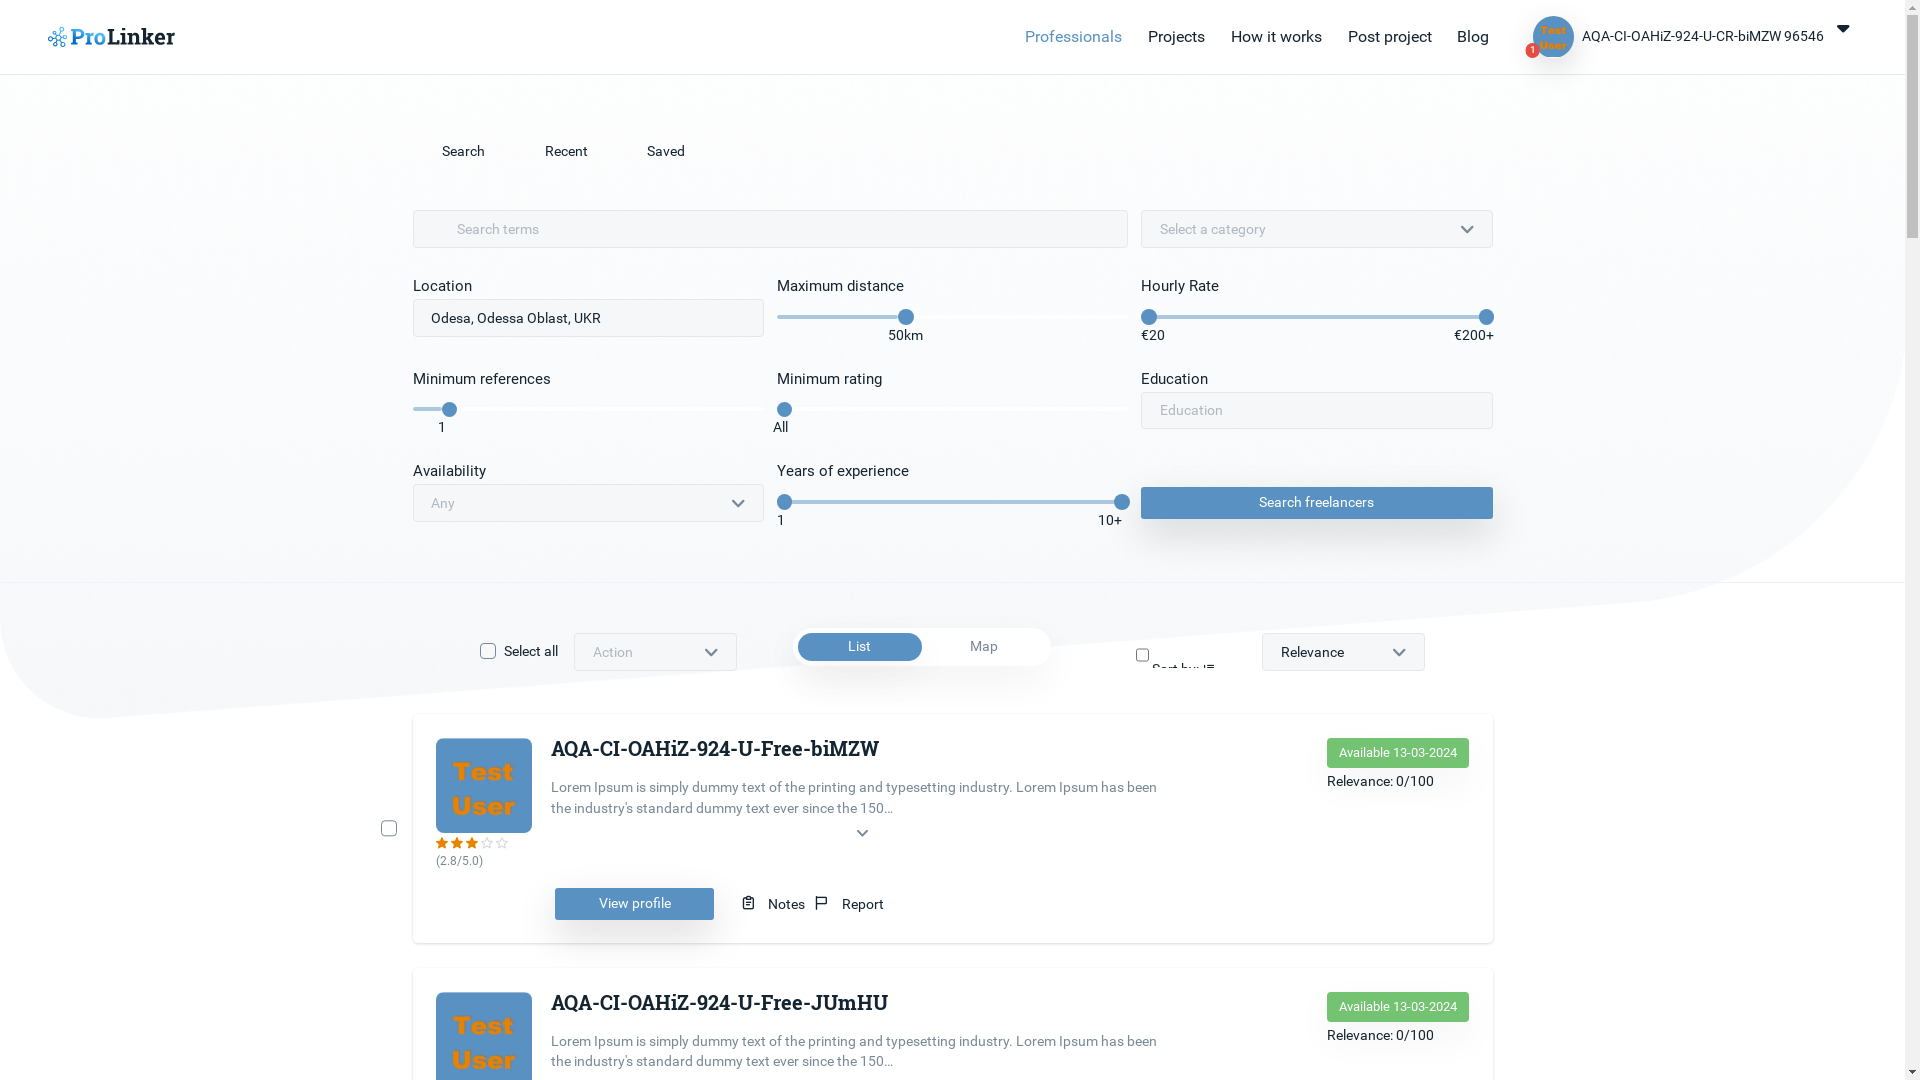 ProLinker
Professionals
Projects
How it works
Post project
Blog
Test
User
1
AQA-CI-OAHiZ-924-U-CR-biMZW 96546
Search
Recent
Saved
Search terms
Select a category
Location
Maximum distance
Hourly Rate
Odesa, Odessa Oblast, UKR
50km
€20
€200+
Minimum references
Minimum rating
Education
1
All
Education
Availability
Years of experience
Any
1
10+
Search freelancers
Select all
Action
List
Map
Sort by:
Relevance
Test
User
AQA-CI-OAHiZ-924-U-Free-biMZW
Available 13-03-2024
Relevance: 0/100
Lorem Ipsum is simply dummy text of the printing and typesetting industry. Lorem Ipsum has been
the industry's standard dummy text ever since the 150...
(2.8/5.0)
View profile
Notes
Report
Test
User
AQA-CI-OAHiZ-924-U-Free-JUmHU
Available 13-03-2024
Relevance: 0/100
Lorem Ipsum is simply dummy text of the printing and typesetting industry. Lorem Ipsum has been
the industry's standard dummy text ever since the 150...